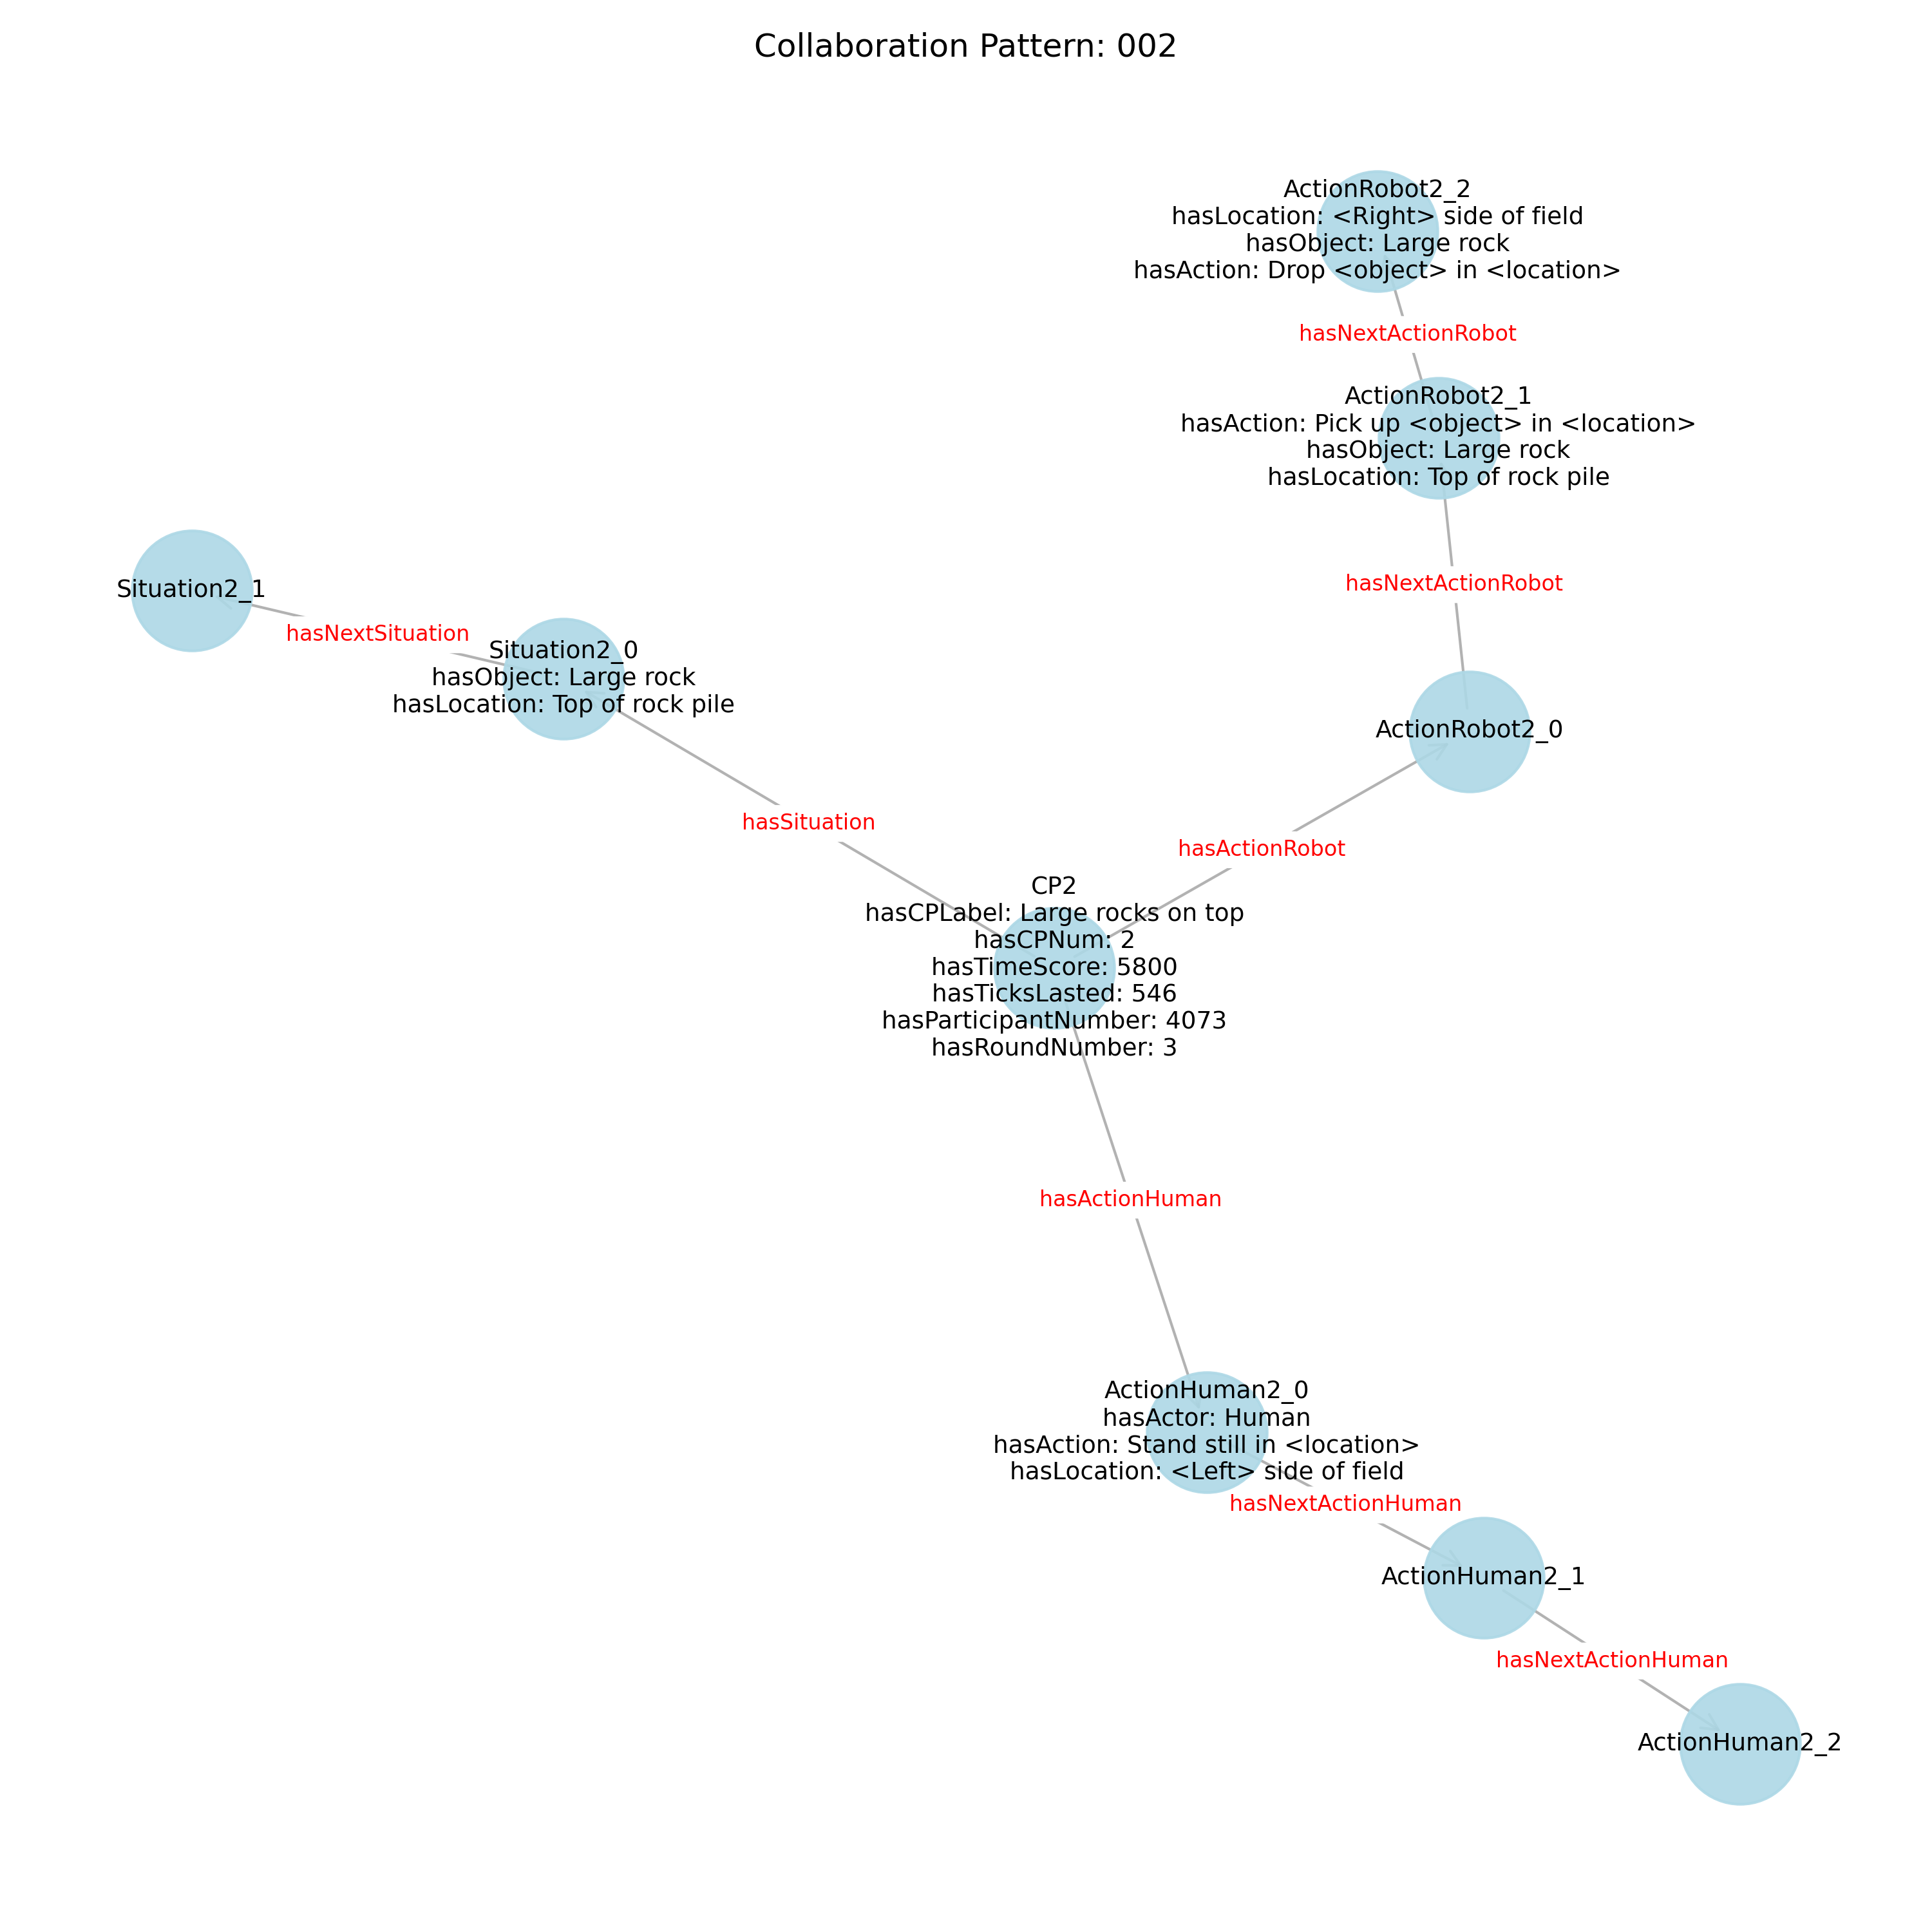 Collaboration Pattern: 002
ActionRobot2_2
hasLocation: <Right> side of field
hasObject: Large rock
hasAction: Drop <object> in <location>
hasNextActionRobot
ActionRobot2_1
hasAction: Pick up <object> in <location>
hasObject: Large rock
hasLocation: Top of rock pile
hasNextActionRobot
Situation2_1
hasNextSituation
Situation2_0
hasObject: Large rock
hasLocation: Top of rock pile
ActionRobot2_0
hasSituation
hasActionRobot
CP2
hasCPLabel: Large rocks on top
hasCPNum: 2
hasTimeScore: 5800
hasTicksLasted: 546
hasParticipantNumber: 4073
hasRoundNumber: 3
hasActionHuman
ActionHuman2_0
hasActor: Human
hasAction: Stand still in <location>
hasLocation: <Left> side of field
hasNextActionHuman
ActionHuman2_1
hasNextActionHuman
ActionHuman2_2